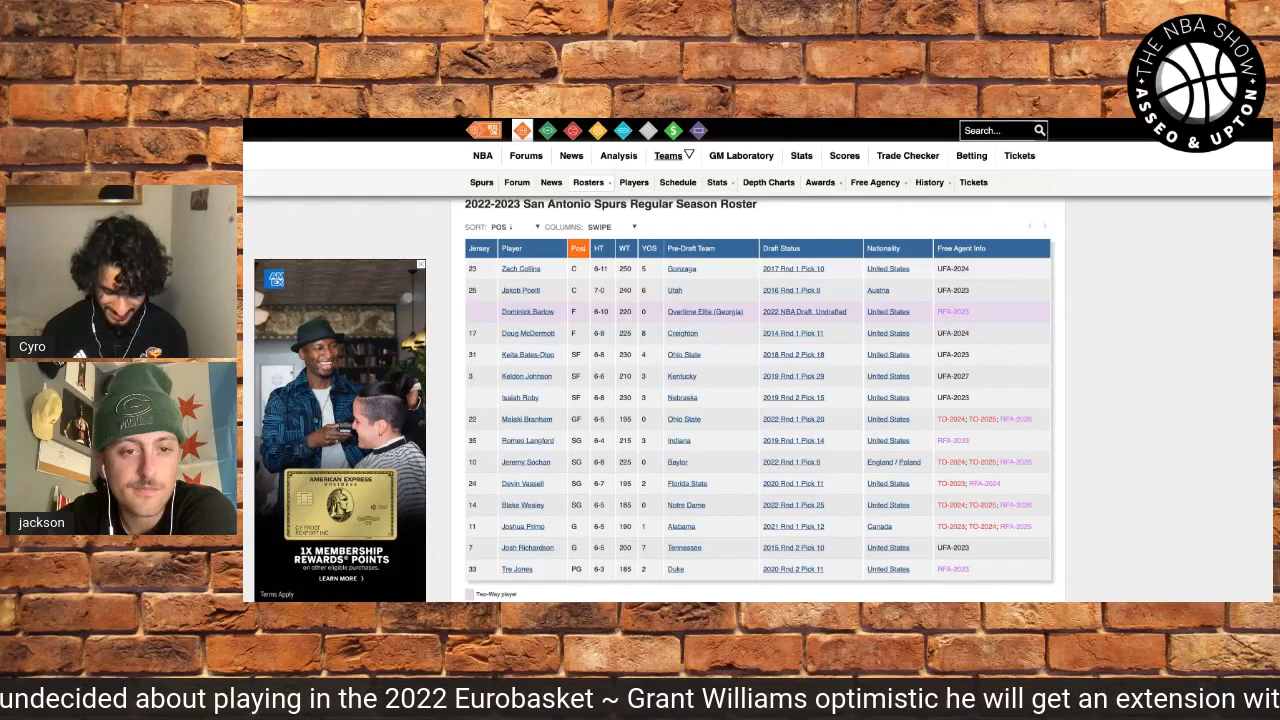 THE NBA SHOW
ASSEO & UPTON
Search...
NBA Forums News Analysis Teams GM Laboratory Stats Scores Trade Checker Betting Tickets
Spurs Forum News Rosters Players Schedule Stats Depth Charts Awards Free Agency History Tickets
2022-2023 San Antonio Spurs Regular Season Roster
SORT: POS ↓ COLUMNS: SWIPE
Jersey Player Pos↓ HT WT YOS Pre-Draft Team Draft Status Nationality Free Agent Info
23 Zach Collins C 6-11 250 5 Gonzaga 2017 Rnd 1 Pick 10 United States UFA-2024
25 Jakob Poeltl C 7-0 240 6 Utah 2016 Rnd 1 Pick 9 Austria UFA-2023
Dominick Barlow F 6-10 220 0 Overtime Elite (Georgia) 2022 NBA Draft, Undrafted United States RFA-2023
17 Doug McDermott F 6-8 225 8 Creighton 2014 Rnd 1 Pick 11 United States UFA-2024
31 Keita Bates-Diop SF 6-8 230 4 Ohio State 2018 Rnd 2 Pick 18 United States UFA-2023
3 Keldon Johnson SF 6-6 210 3 Kentucky 2019 Rnd 1 Pick 29 United States UFA-2027
Isaiah Roby SF 6-8 230 3 Nebraska 2019 Rnd 2 Pick 15 United States UFA-2023
22 Malaki Branham GF 6-5 195 0 Ohio State 2022 Rnd 1 Pick 20 United States TO-2024; TO-2025; RFA-2026
35 Romeo Langford SG 6-4 215 3 Indiana 2019 Rnd 1 Pick 14 United States RFA-2023
10 Jeremy Sochan SG 6-8 225 0 Baylor 2022 Rnd 1 Pick 9 England / Poland TO-2024; TO-2025; RFA-2026
24 Devin Vassell SG 6-7 195 2 Florida State 2020 Rnd 1 Pick 11 United States TO-2023; RFA-2024
14 Blake Wesley SG 6-5 185 0 Notre Dame 2022 Rnd 1 Pick 25 United States TO-2024; TO-2025; RFA-2026
11 Joshua Primo G 6-5 190 1 Alabama 2021 Rnd 1 Pick 12 Canada TO-2023; TO-2024; RFA-2025
7 Josh Richardson G 6-5 200 7 Tennessee 2015 Rnd 2 Pick 10 United States UFA-2023
33 Tre Jones PG 6-3 185 2 Duke 2020 Rnd 2 Pick 11 United States RFA-2023
Two-Way player
AM
EX
AMERICAN EXPRESS
BUSINESS
C F FROST
1X MEMBERSHIP
REWARDS® POINTS
on other eligible purchases.
LEARN MORE
Terms Apply
Cyro
jackson
undecided about playing in the 2022 Eurobasket ~ Grant Williams optimistic he will get an extension wit